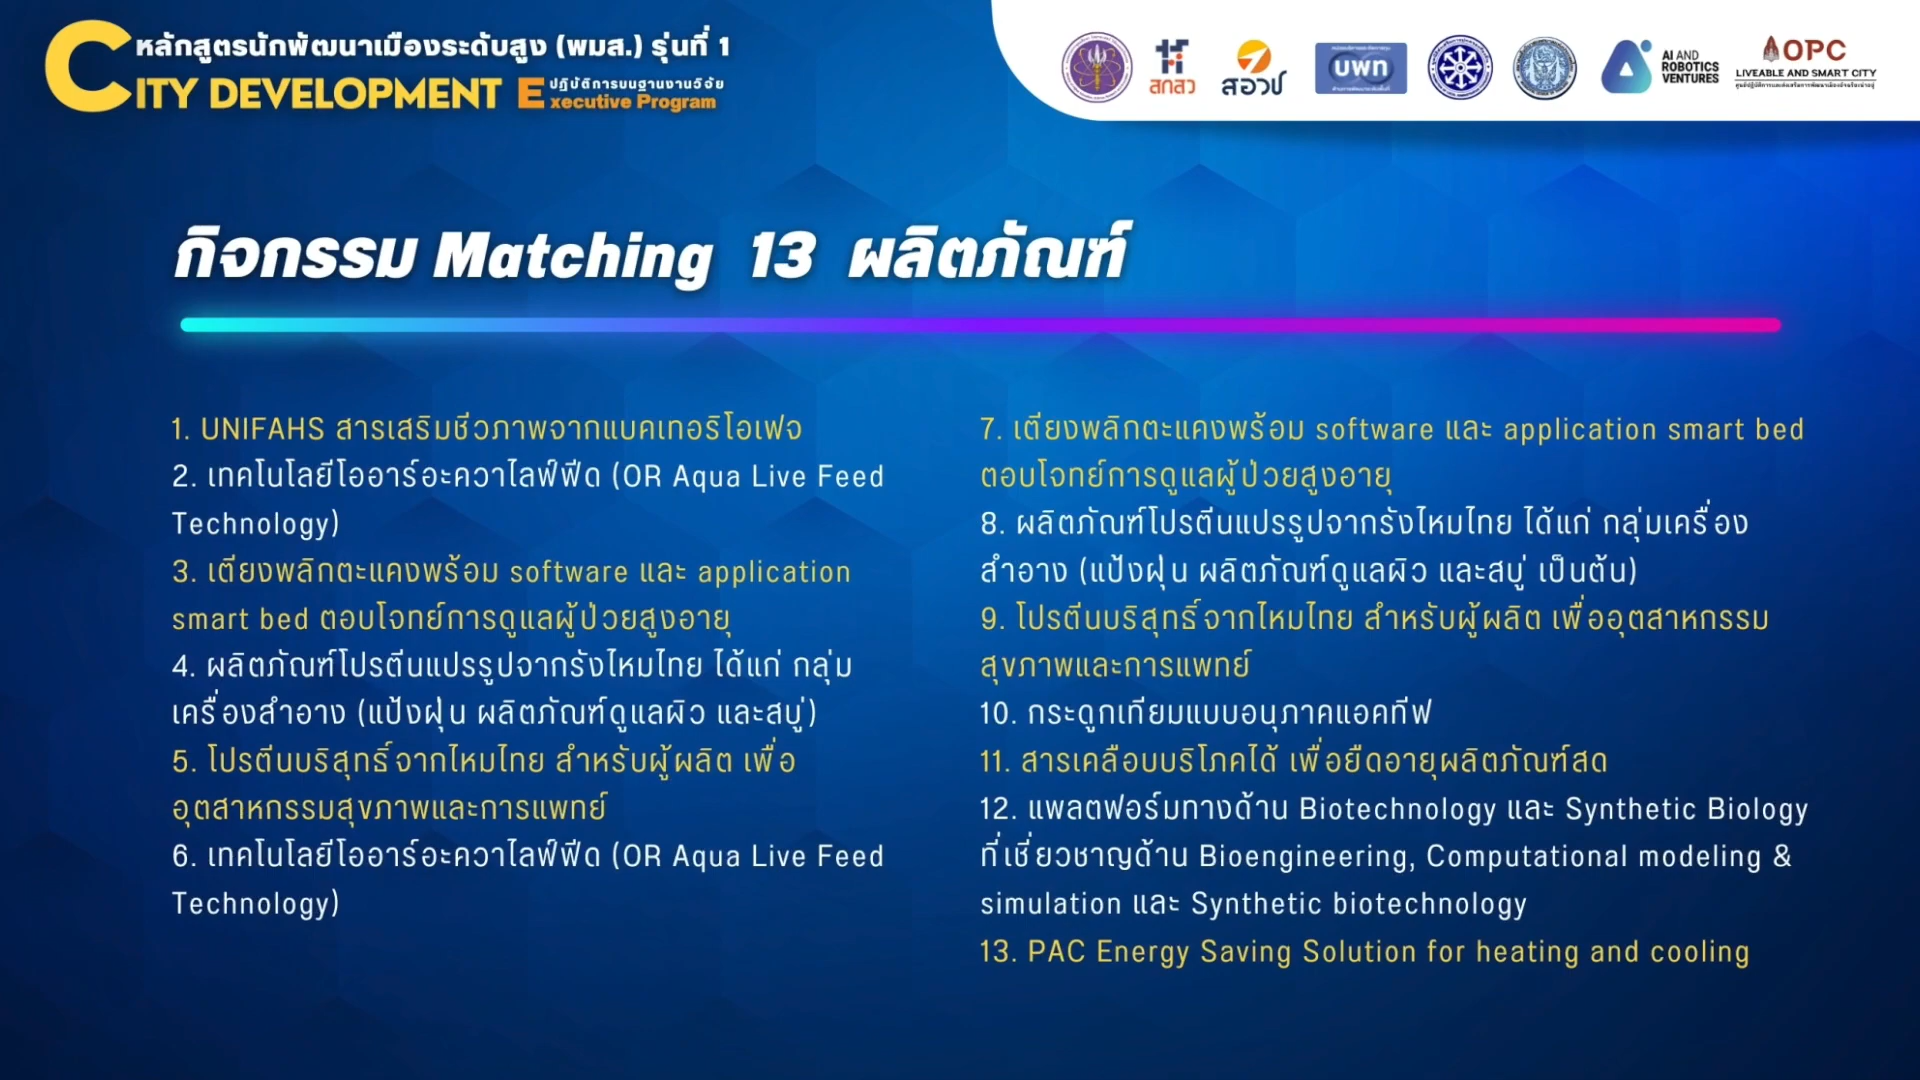 หลักสูตรนักพัฒนาเมืองระดับสูง (พมส.) รุ่นที่ 1
CITY DEVELOPMENT Executive Program
ปฏิบัติการบนฐานงานวิจัย
สกสว
สอวช
บพท
AI AND
ROBOTICS
VENTURES
OPC
LIVEABLE AND SMART CITY
กิจกรรม Matching 13 ผลิตภัณฑ์
1. UNIFAHS สารเสริมชีวภาพจากแบคเทอริโอเฟจ
2. เทคโนโลยีโออาร์อะควาไลฟ์ฟีด (OR Aqua Live Feed
Technology)
3. เตียงพลิกตะแคงพร้อม software และ application
smart bed ตอบโจทย์การดูแลผู้ป่วยสูงอายุ
4. ผลิตภัณฑ์โปรตีนแปรรูปจากรังไหมไทย ได้แก่ กลุ่ม
เครื่องสำอาง (แป้งฝุ่น ผลิตภัณฑ์ดูแลผิว และสบู่)
5. โปรตีนบริสุทธิ์จากไหมไทย สำหรับผู้ผลิต เพื่อ
อุตสาหกรรมสุขภาพและการแพทย์
6. เทคโนโลยีโออาร์อะควาไลฟ์ฟีด (OR Aqua Live Feed
Technology)
7. เตียงพลิกตะแคงพร้อม software และ application smart bed
ตอบโจทย์การดูแลผู้ป่วยสูงอายุ
8. ผลิตภัณฑ์โปรตีนแปรรูปจากรังไหมไทย ได้แก่ กลุ่มเครื่อง
สำอาง (แป้งฝุ่น ผลิตภัณฑ์ดูแลผิว และสบู่ เป็นต้น)
9. โปรตีนบริสุทธิ์จากไหมไทย สำหรับผู้ผลิต เพื่ออุตสาหกรรม
สุขภาพและการแพทย์
10. กระดูกเทียมแบบอนุภาคแอคทีฟ
11. สารเคลือบบริโภคได้ เพื่อยืดอายุผลิตภัณฑ์สด
12. แพลตฟอร์มทางด้าน Biotechnology และ Synthetic Biology
ที่เชี่ยวชาญด้าน Bioengineering, Computational modeling &
simulation และ Synthetic biotechnology
13. PAC Energy Saving Solution for heating and cooling